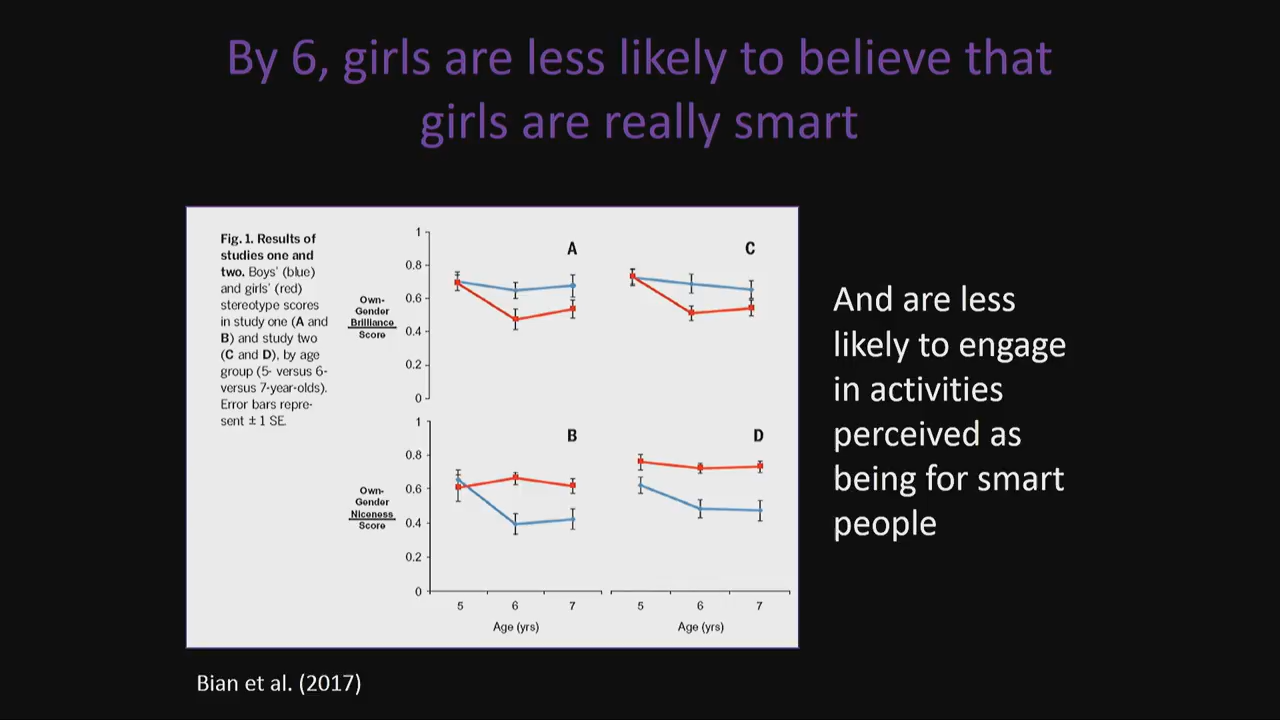 By 6, girls are less likely to believe that
girls are really smart
Fig. 1. Results of
studies one and
two. Boys' (blue)
and girls' (red)
stereotype scores
in study one (A and
B) and study two
(C and D), by age
group (5- versus 6-
versus 7-year-olds).
Error bars repre-
sent ± 1 SE.
Own-
Gender
Brilliance
Score
1
0.8
0.6
0.4
0.2
0
A
C
Own-
Gender
Niceness
Score
1
0.8
0.6
0.4
0.2
0
B
D
5 6 7 5 6 7
Age (yrs) Age (yrs)
And are less
likely to engage
in activities
perceived as
being for smart
people
Bian et al. (2017)